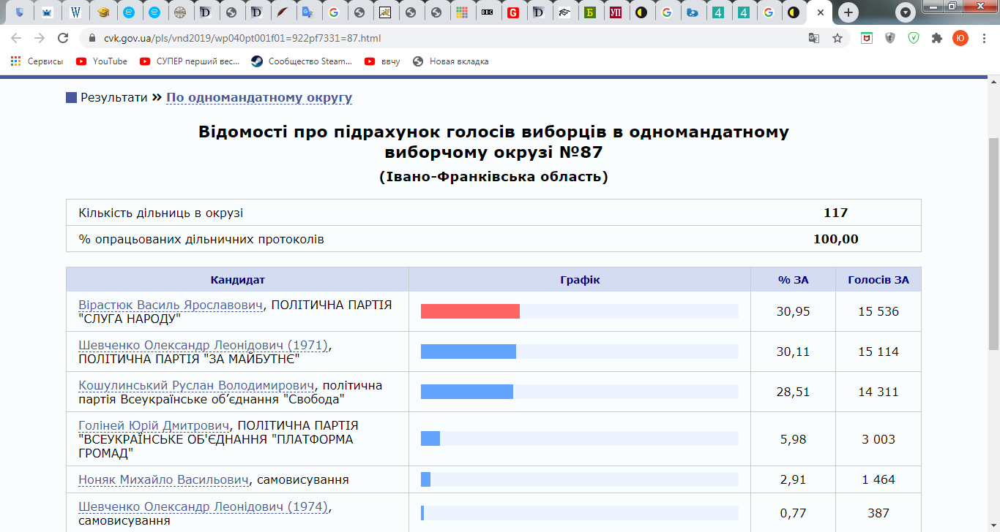 cvk.gov.ua/pls/vnd2019/wp040pt001f01=922pf7331=87.html
Сервисы
YouTube
СУПЕР перший вес...
Сообщество Steam...
ввчу
Новая вкладка
Результати » По одномандатному округу
Відомості про підрахунок голосів виборців в одномандатному
виборчому окрузі №87
(Івано-Франківська область)
Кількість дільниць в окрузі 117
% опрацьованих дільничних протоколів 100,00
Кандидат Графік % ЗА Голосів ЗА
Вірастюк Василь Ярославович, ПОЛІТИЧНА ПАРТІЯ
"СЛУГА НАРОДУ"
30,95 15 536
Шевченко Олександр Леонідович (1971),
ПОЛІТИЧНА ПАРТІЯ "ЗА МАЙБУТНЄ"
30,11 15 114
Кошулинський Руслан Володимирович, політична
партія Всеукраїнське об’єднання "Свобода"
28,51 14 311
Голіней Юрій Дмитрович, ПОЛІТИЧНА ПАРТІЯ
"ВСЕУКРАЇНСЬКЕ ОБ'ЄДНАННЯ "ПЛАТФОРМА
ГРОМАД"
5,98 3 003
Ноняк Михайло Васильович, самовисування 2,91 1 464
Шевченко Олександр Леонідович (1974),
самовисування
0,77 387